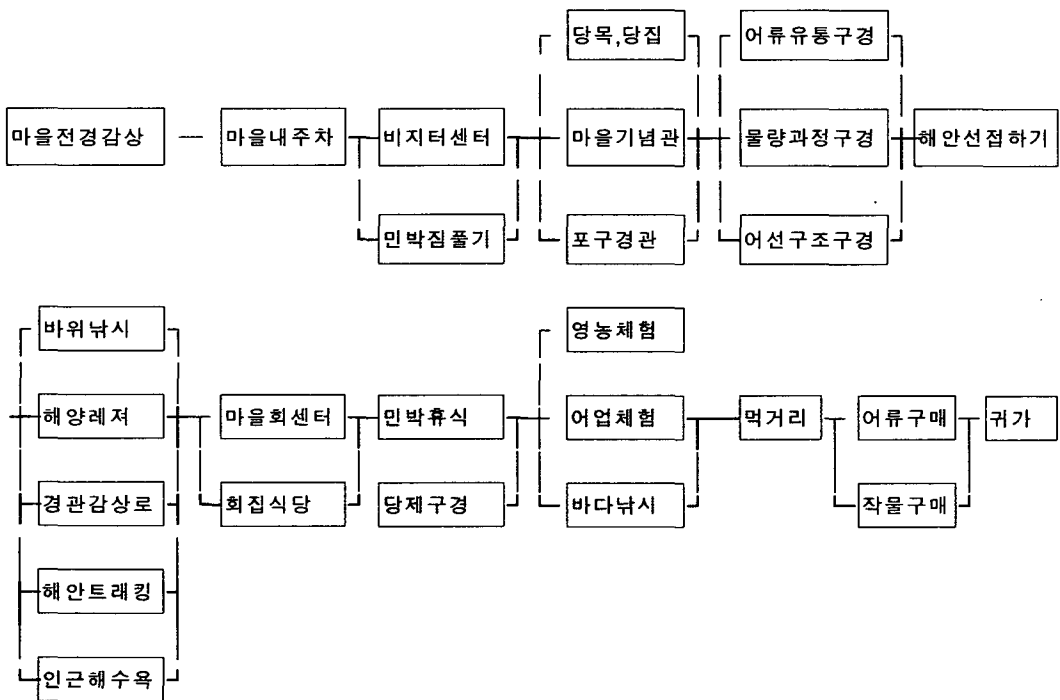 당목,당집
어류유통구경
마을전경감상
마을내주차
비지터센터
마을기념관
물량과정구경
해안선접하기
민박짐풀기
포구경관
어선구조구경
바위낚시
영농체험
해양레져
마을회센터
민박휴식
어업체험
먹거리
어류구매
귀가
경관감상로
회집식당
당제구경
바다낚시
작물구매
해안트래킹
인근해수욕